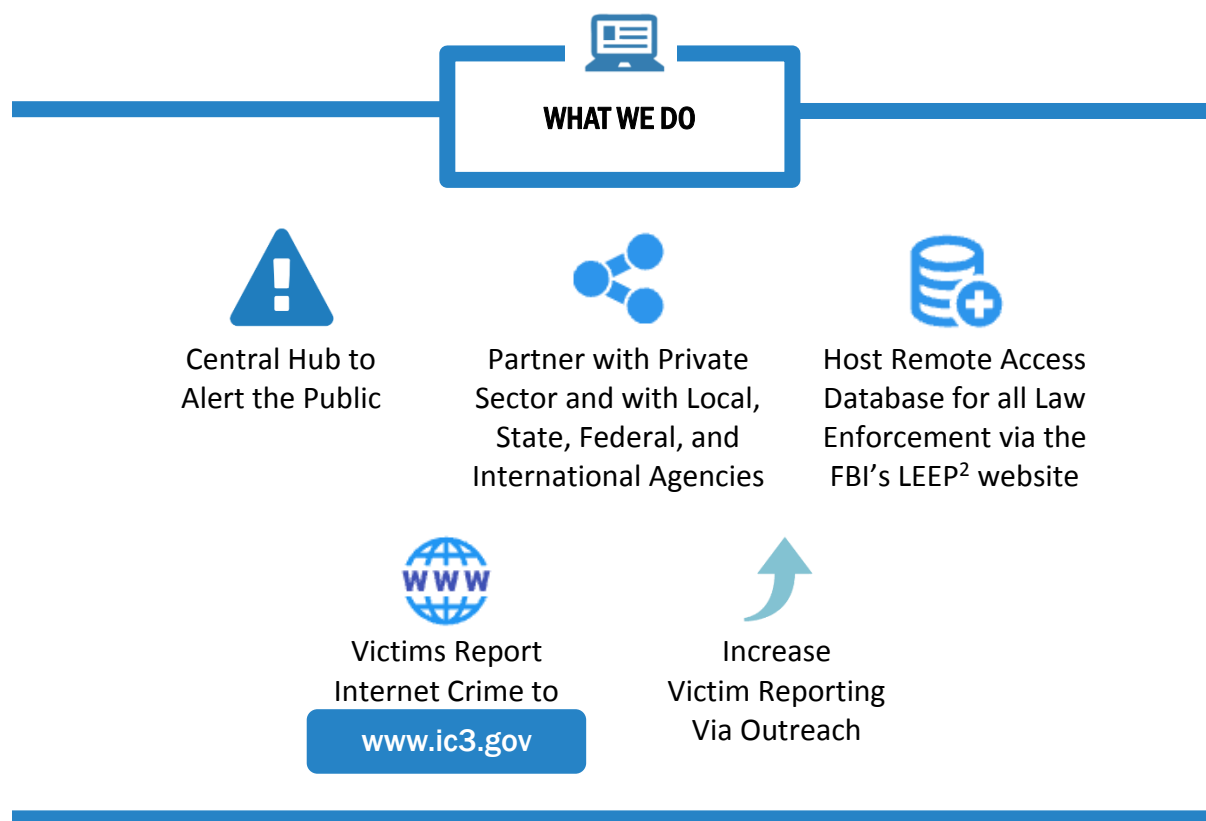 WHAT WE DO
Central Hub to
Alert the Public
Partner with Private
Sector and with Local,
State, Federal, and
International Agencies
Host Remote Access
Database for all Law
Enforcement via the
FBI’s LEEP² website
WWW
Victims Report
Internet Crime to
www.ic3.gov
Increase
Victim Reporting
Via Outreach